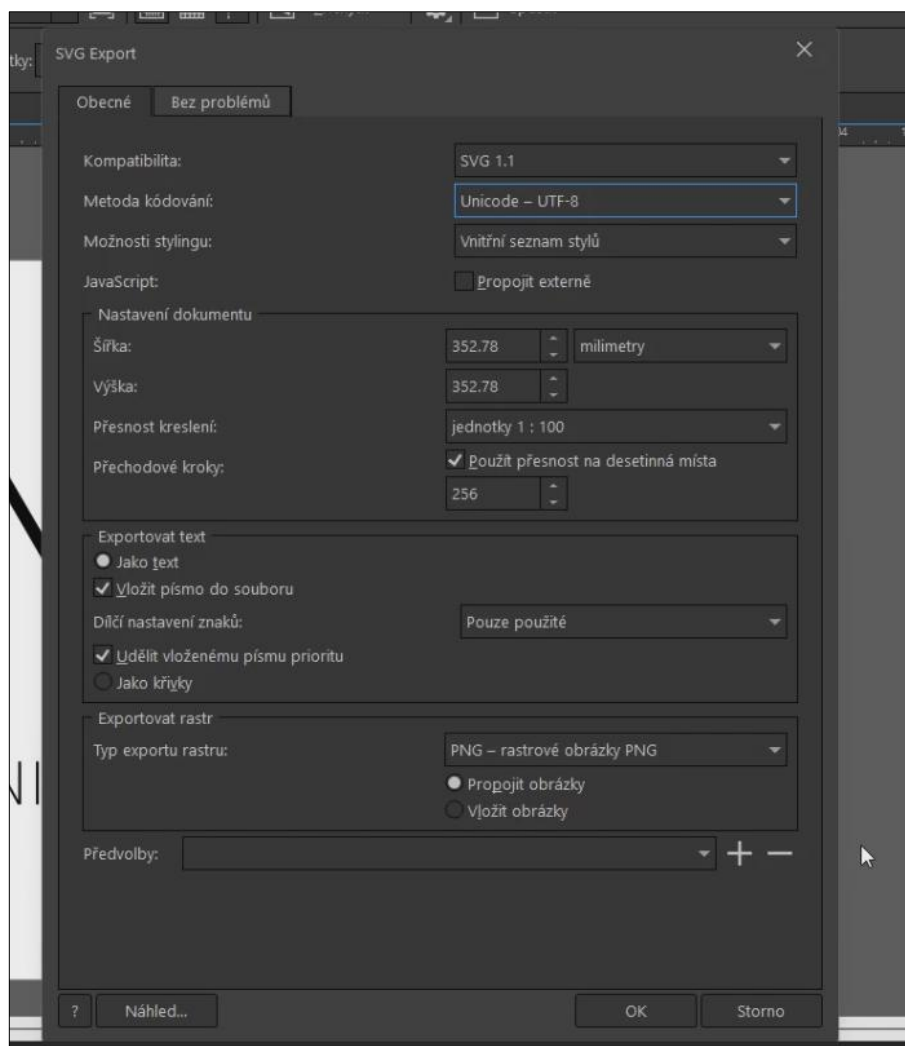 tky:
SVG Export
04
Obecné Bez problémů
Kompatibilita: SVG 1.1
Metoda kódování: Unicode – UTF-8
Možnosti stylingu: Vnitřní seznam stylů
JavaScript: Propojit externě
Nastavení dokumentu
Šířka: 352.78 milimetry
Výška: 352.78
Přesnost kreslení: jednotky 1 : 100
Přechodové kroky: Použít přesnost na desetinná místa
256
Exportovat text
Jako text
Vložit písmo do souboru
Dílčí nastavení znaků: Pouze použité
Udělit vloženému písmu prioritu
Jako křivky
Exportovat rastr
Typ exportu rastru: PNG – rastrové obrázky PNG
Propojit obrázky
Vložit obrázky
NI
Předvolby:
? Náhled... OK Storno